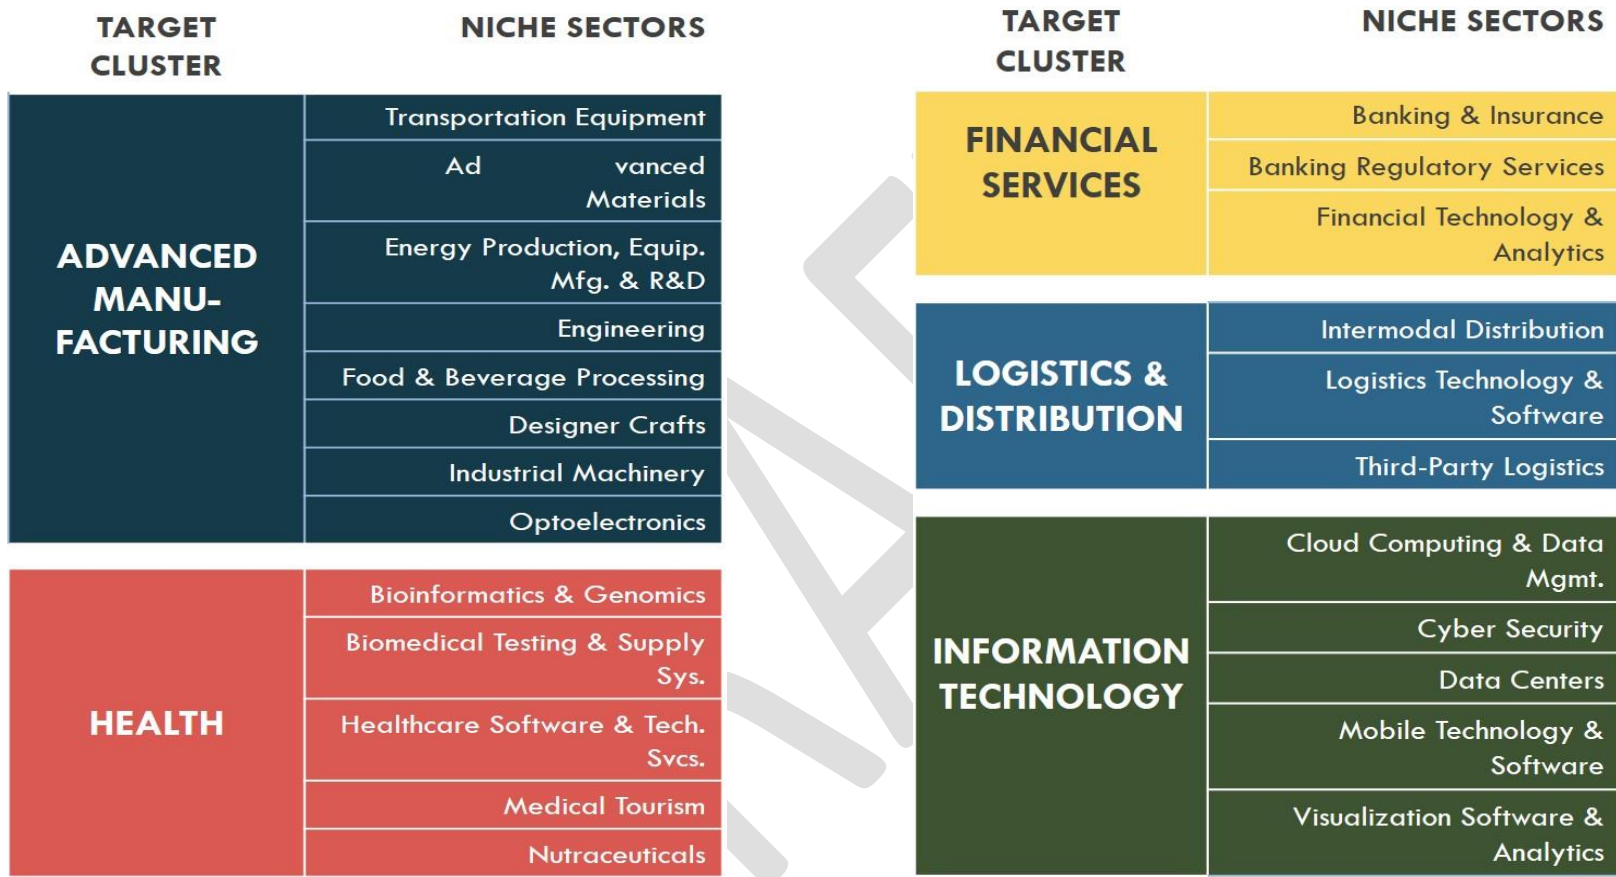 TARGET
CLUSTER
NICHE SECTORS
ADVANCED
MANU-
FACTURING
Transportation Equipment
Ad vanced
Materials
Energy Production, Equip.
Mfg. & R&D
Engineering
Food & Beverage Processing
Designer Crafts
Industrial Machinery
Optoelectronics
HEALTH
Bioinformatics & Genomics
Biomedical Testing & Supply
Sys.
Healthcare Software & Tech.
Svcs.
Medical Tourism
Nutraceuticals
TARGET
CLUSTER
NICHE SECTORS
FINANCIAL
SERVICES
Banking & Insurance
Banking Regulatory Services
Financial Technology &
Analytics
LOGISTICS &
DISTRIBUTION
Intermodal Distribution
Logistics Technology &
Software
Third-Party Logistics
INFORMATION
TECHNOLOGY
Cloud Computing & Data
Mgmt.
Cyber Security
Data Centers
Mobile Technology &
Software
Visualization Software &
Analytics